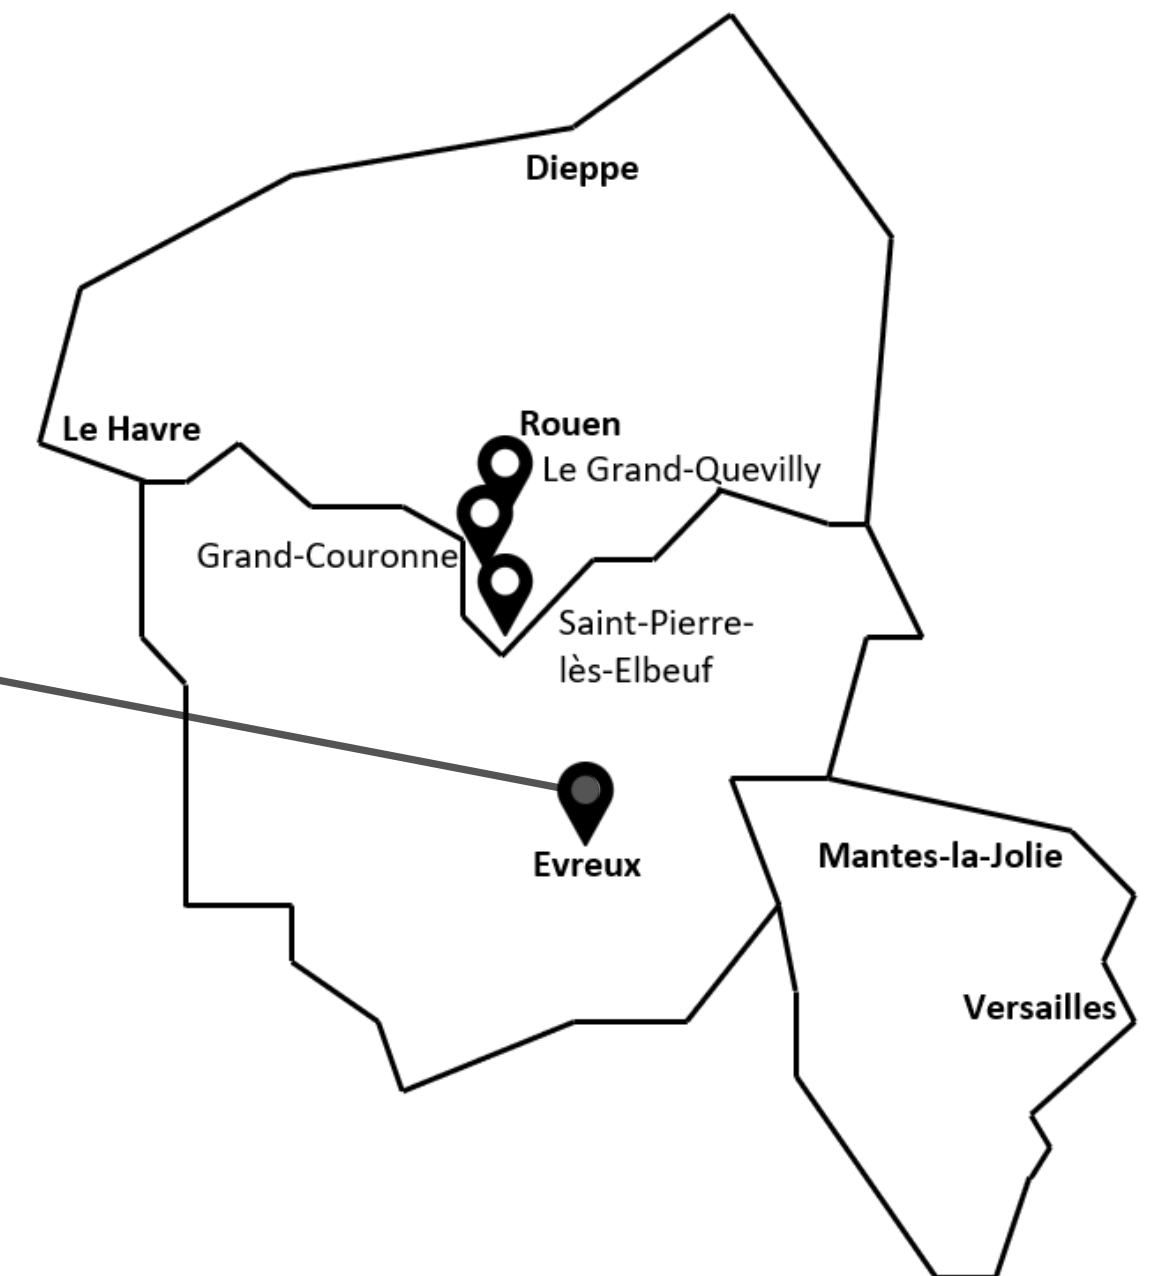 Dieppe
Le Havre
Rouen
Le Grand-Quevilly
Grand-Couronne
Saint-Pierre-
lès-Elbeuf
Evreux
Mantes-la-Jolie
Versailles